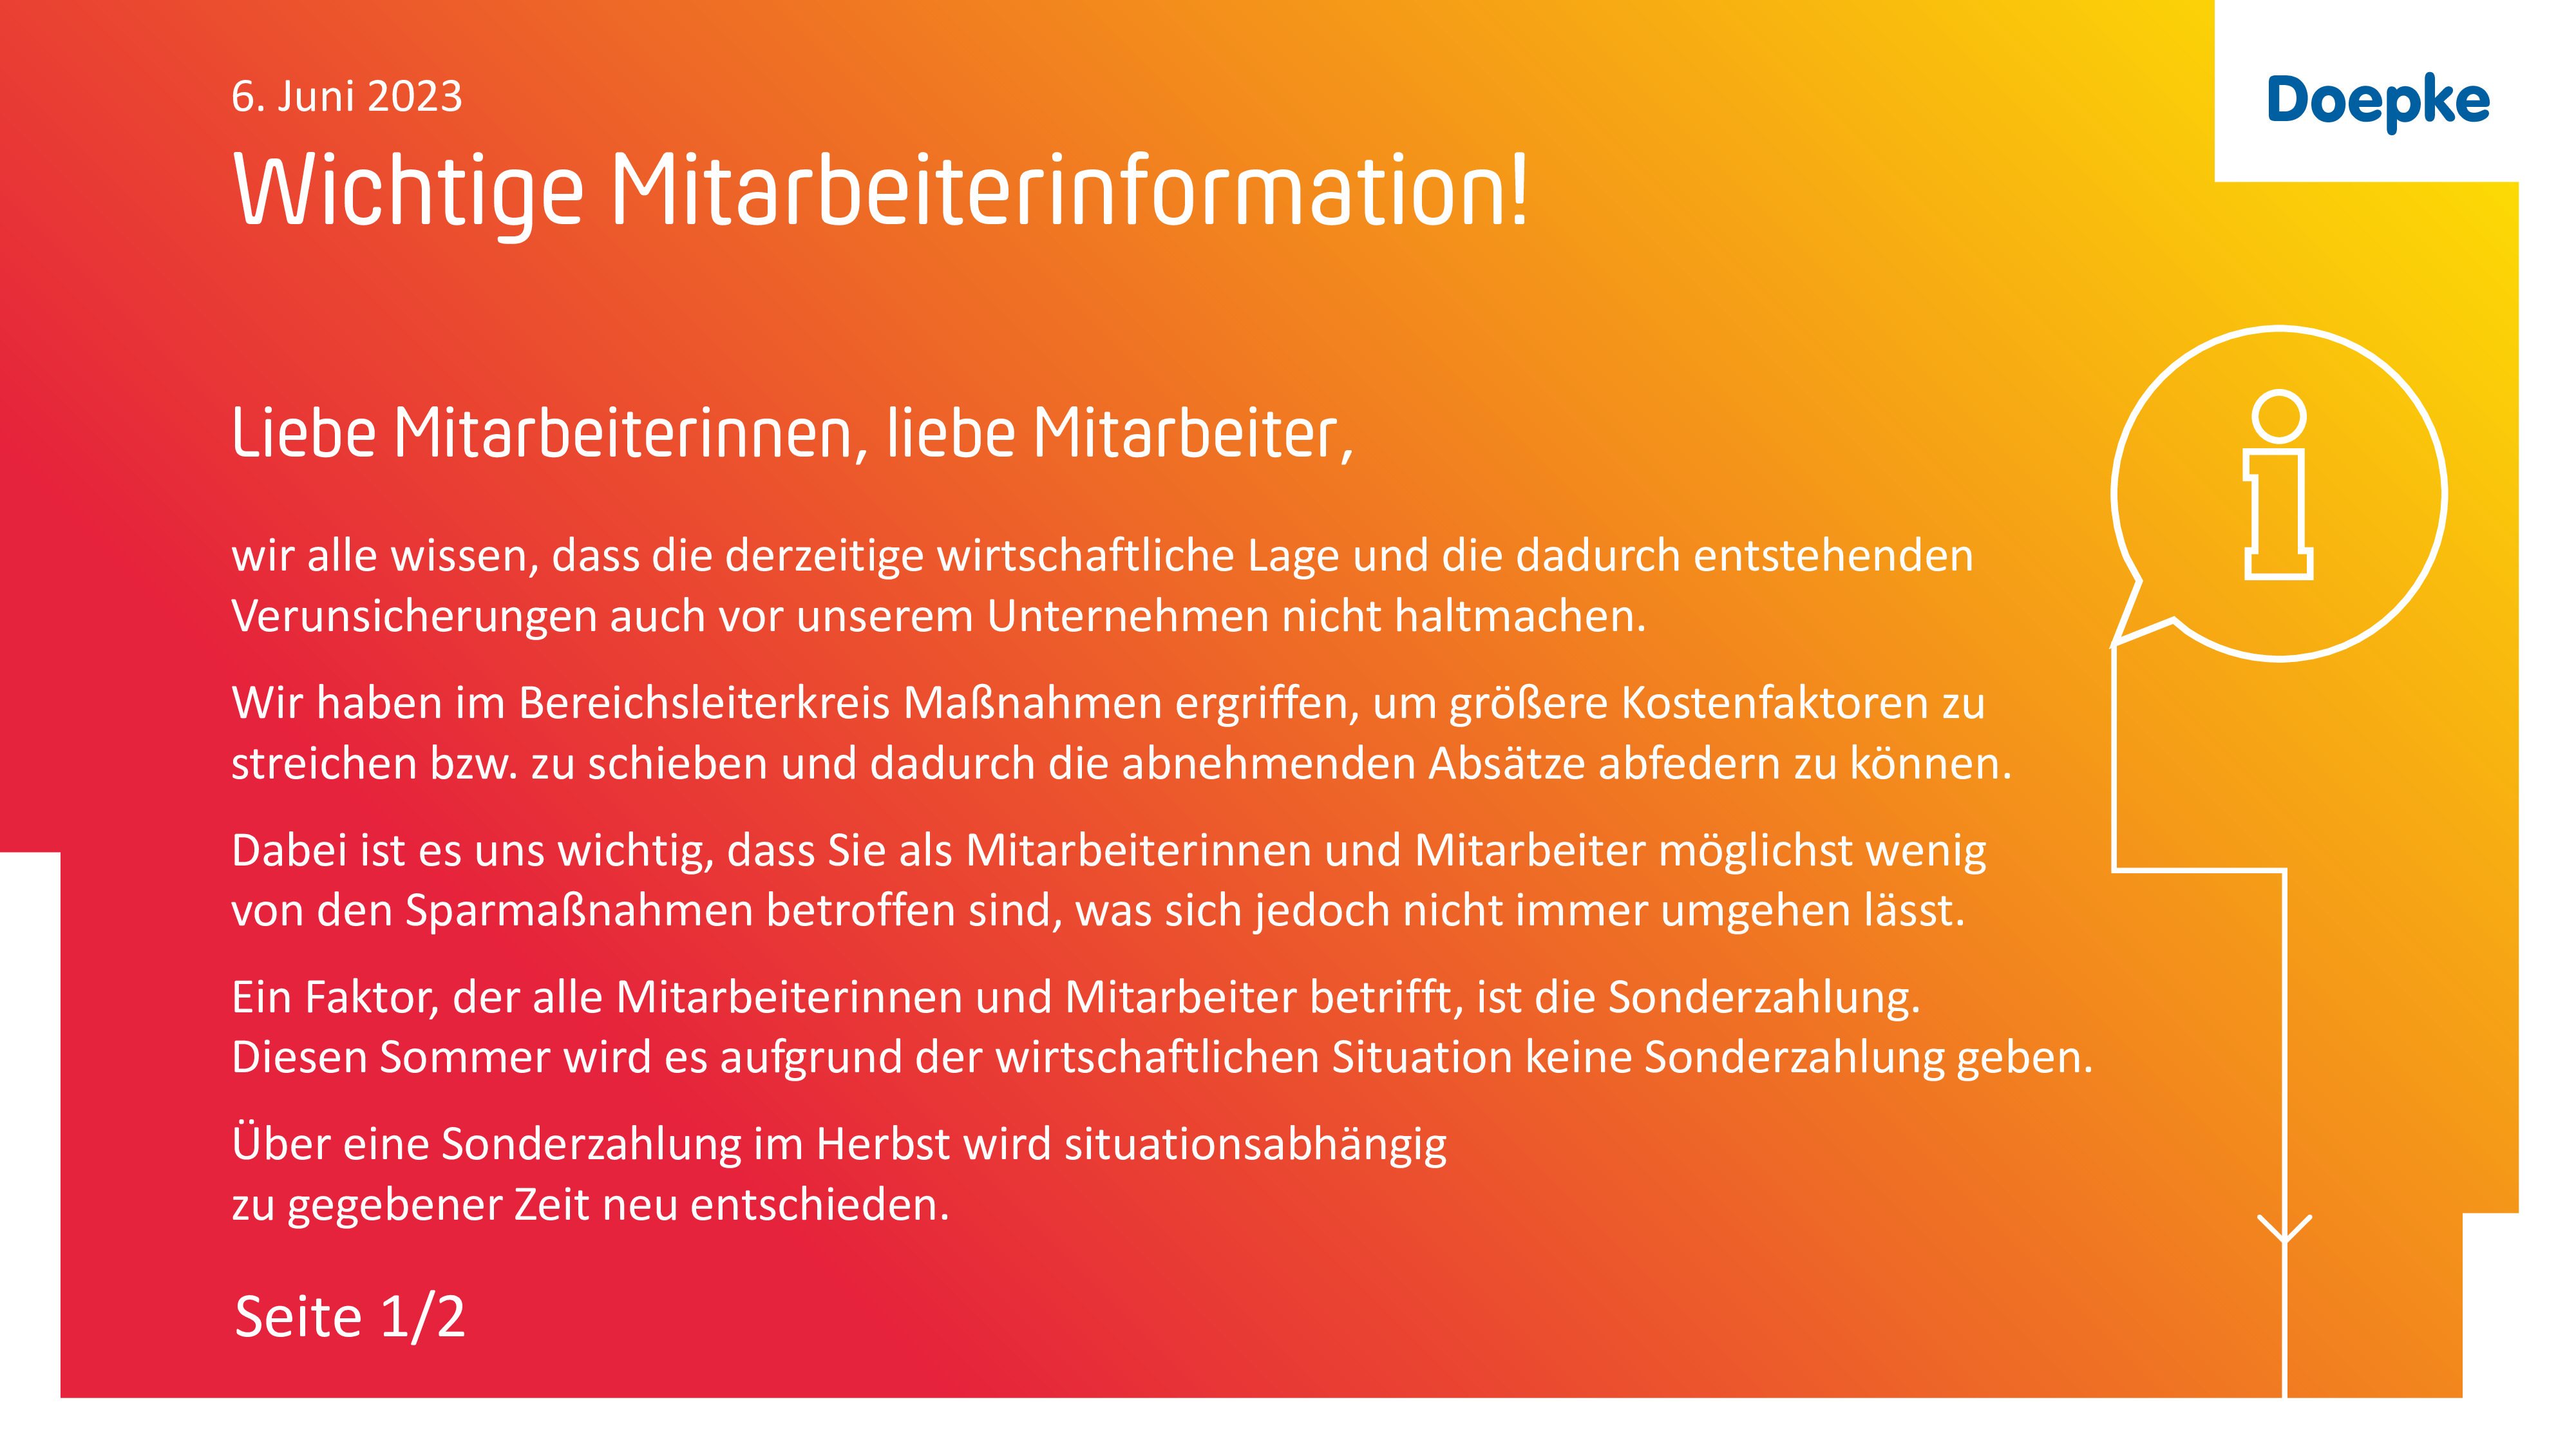 6. Juni 2023
Doepke
Wichtige Mitarbeiterinformation!
Liebe Mitarbeiterinnen, liebe Mitarbeiter,
wir alle wissen, dass die derzeitige wirtschaftliche Lage und die dadurch entstehenden
Verunsicherungen auch vor unserem Unternehmen nicht haltmachen.
Wir haben im Bereichsleiterkreis Maßnahmen ergriffen, um größere Kostenfaktoren zu
streichen bzw. zu schieben und dadurch die abnehmenden Absätze abfedern zu können.
Dabei ist es uns wichtig, dass Sie als Mitarbeiterinnen und Mitarbeiter möglichst wenig
von den Sparmaßnahmen betroffen sind, was sich jedoch nicht immer umgehen lässt.
Ein Faktor, der alle Mitarbeiterinnen und Mitarbeiter betrifft, ist die Sonderzahlung.
Diesen Sommer wird es aufgrund der wirtschaftlichen Situation keine Sonderzahlung geben.
Über eine Sonderzahlung im Herbst wird situationsabhängig
zu gegebener Zeit neu entschieden.
Seite 1/2